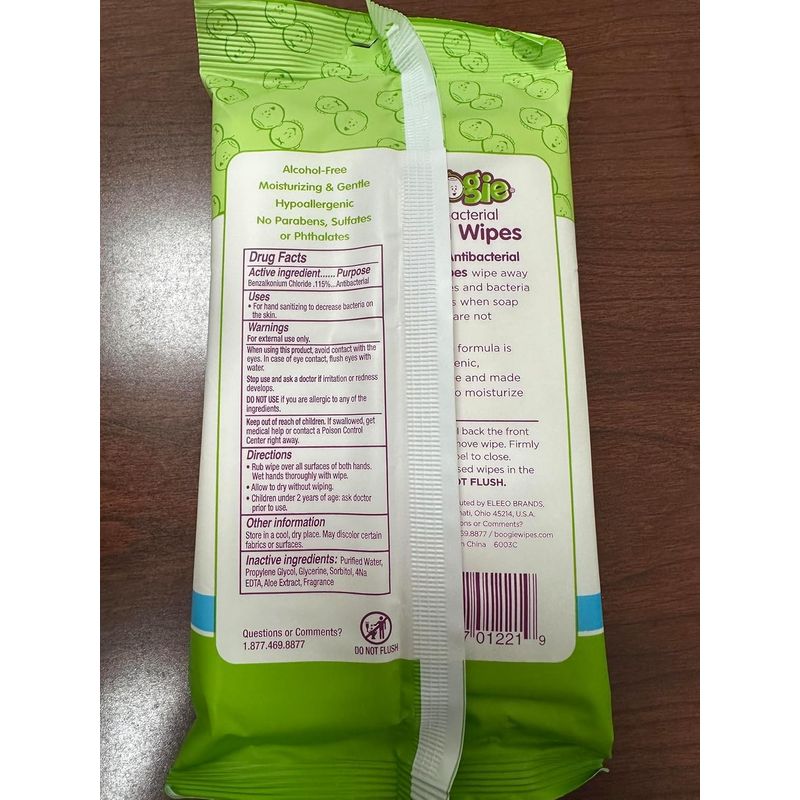 Alcohol-Free
Moisturizing & Gentle
Hypoallergenic
No Parabens, Sulfates
or Phthalates
Drug Facts
Active ingredient...... Purpose
Benzalkonium Chloride .115%...Antibacterial
Uses
• For hand sanitizing to decrease bacteria on
the skin.
Warnings
For external use only.
When using this product, avoid contact with the
eyes. In case of eye contact, flush eyes with
water.
Stop use and ask a doctor if irritation or redness
develops.
DO NOT USE if you are allergic to any of the
ingredients.
Keep out of reach of children. If swallowed, get
medical help or contact a Poison Control
Center right away.
Directions
• Rub wipe over all surfaces of both hands.
Wet hands thoroughly with wipe.
• Allow to dry without wiping.
• Children under 2 years of age: ask doctor
prior to use.
Other information
Store in a cool, dry place. May discolor certain
fabrics or surfaces.
Inactive ingredients: Purified Water,
Propylene Glycol, Glycerine, Sorbitol, 4Na
EDTA, Aloe Extract, Fragrance
Questions or Comments?
1.877.469.8877
DO NOT FLUSH
ogie®
acterial
Wipes
Antibacterial
pes wipe away
es and bacteria
s when soap
are not
formula is
enic,
e and made
o moisturize
l back the front
move wipe. Firmly
bel to close.
sed wipes in the
OT FLUSH.
uted by ELEEO BRANDS,
nati, Ohio 45214, U.S.A.
ons or Comments?
69.8877 / boogiewipes.com
n China 6003C
7 01221 9